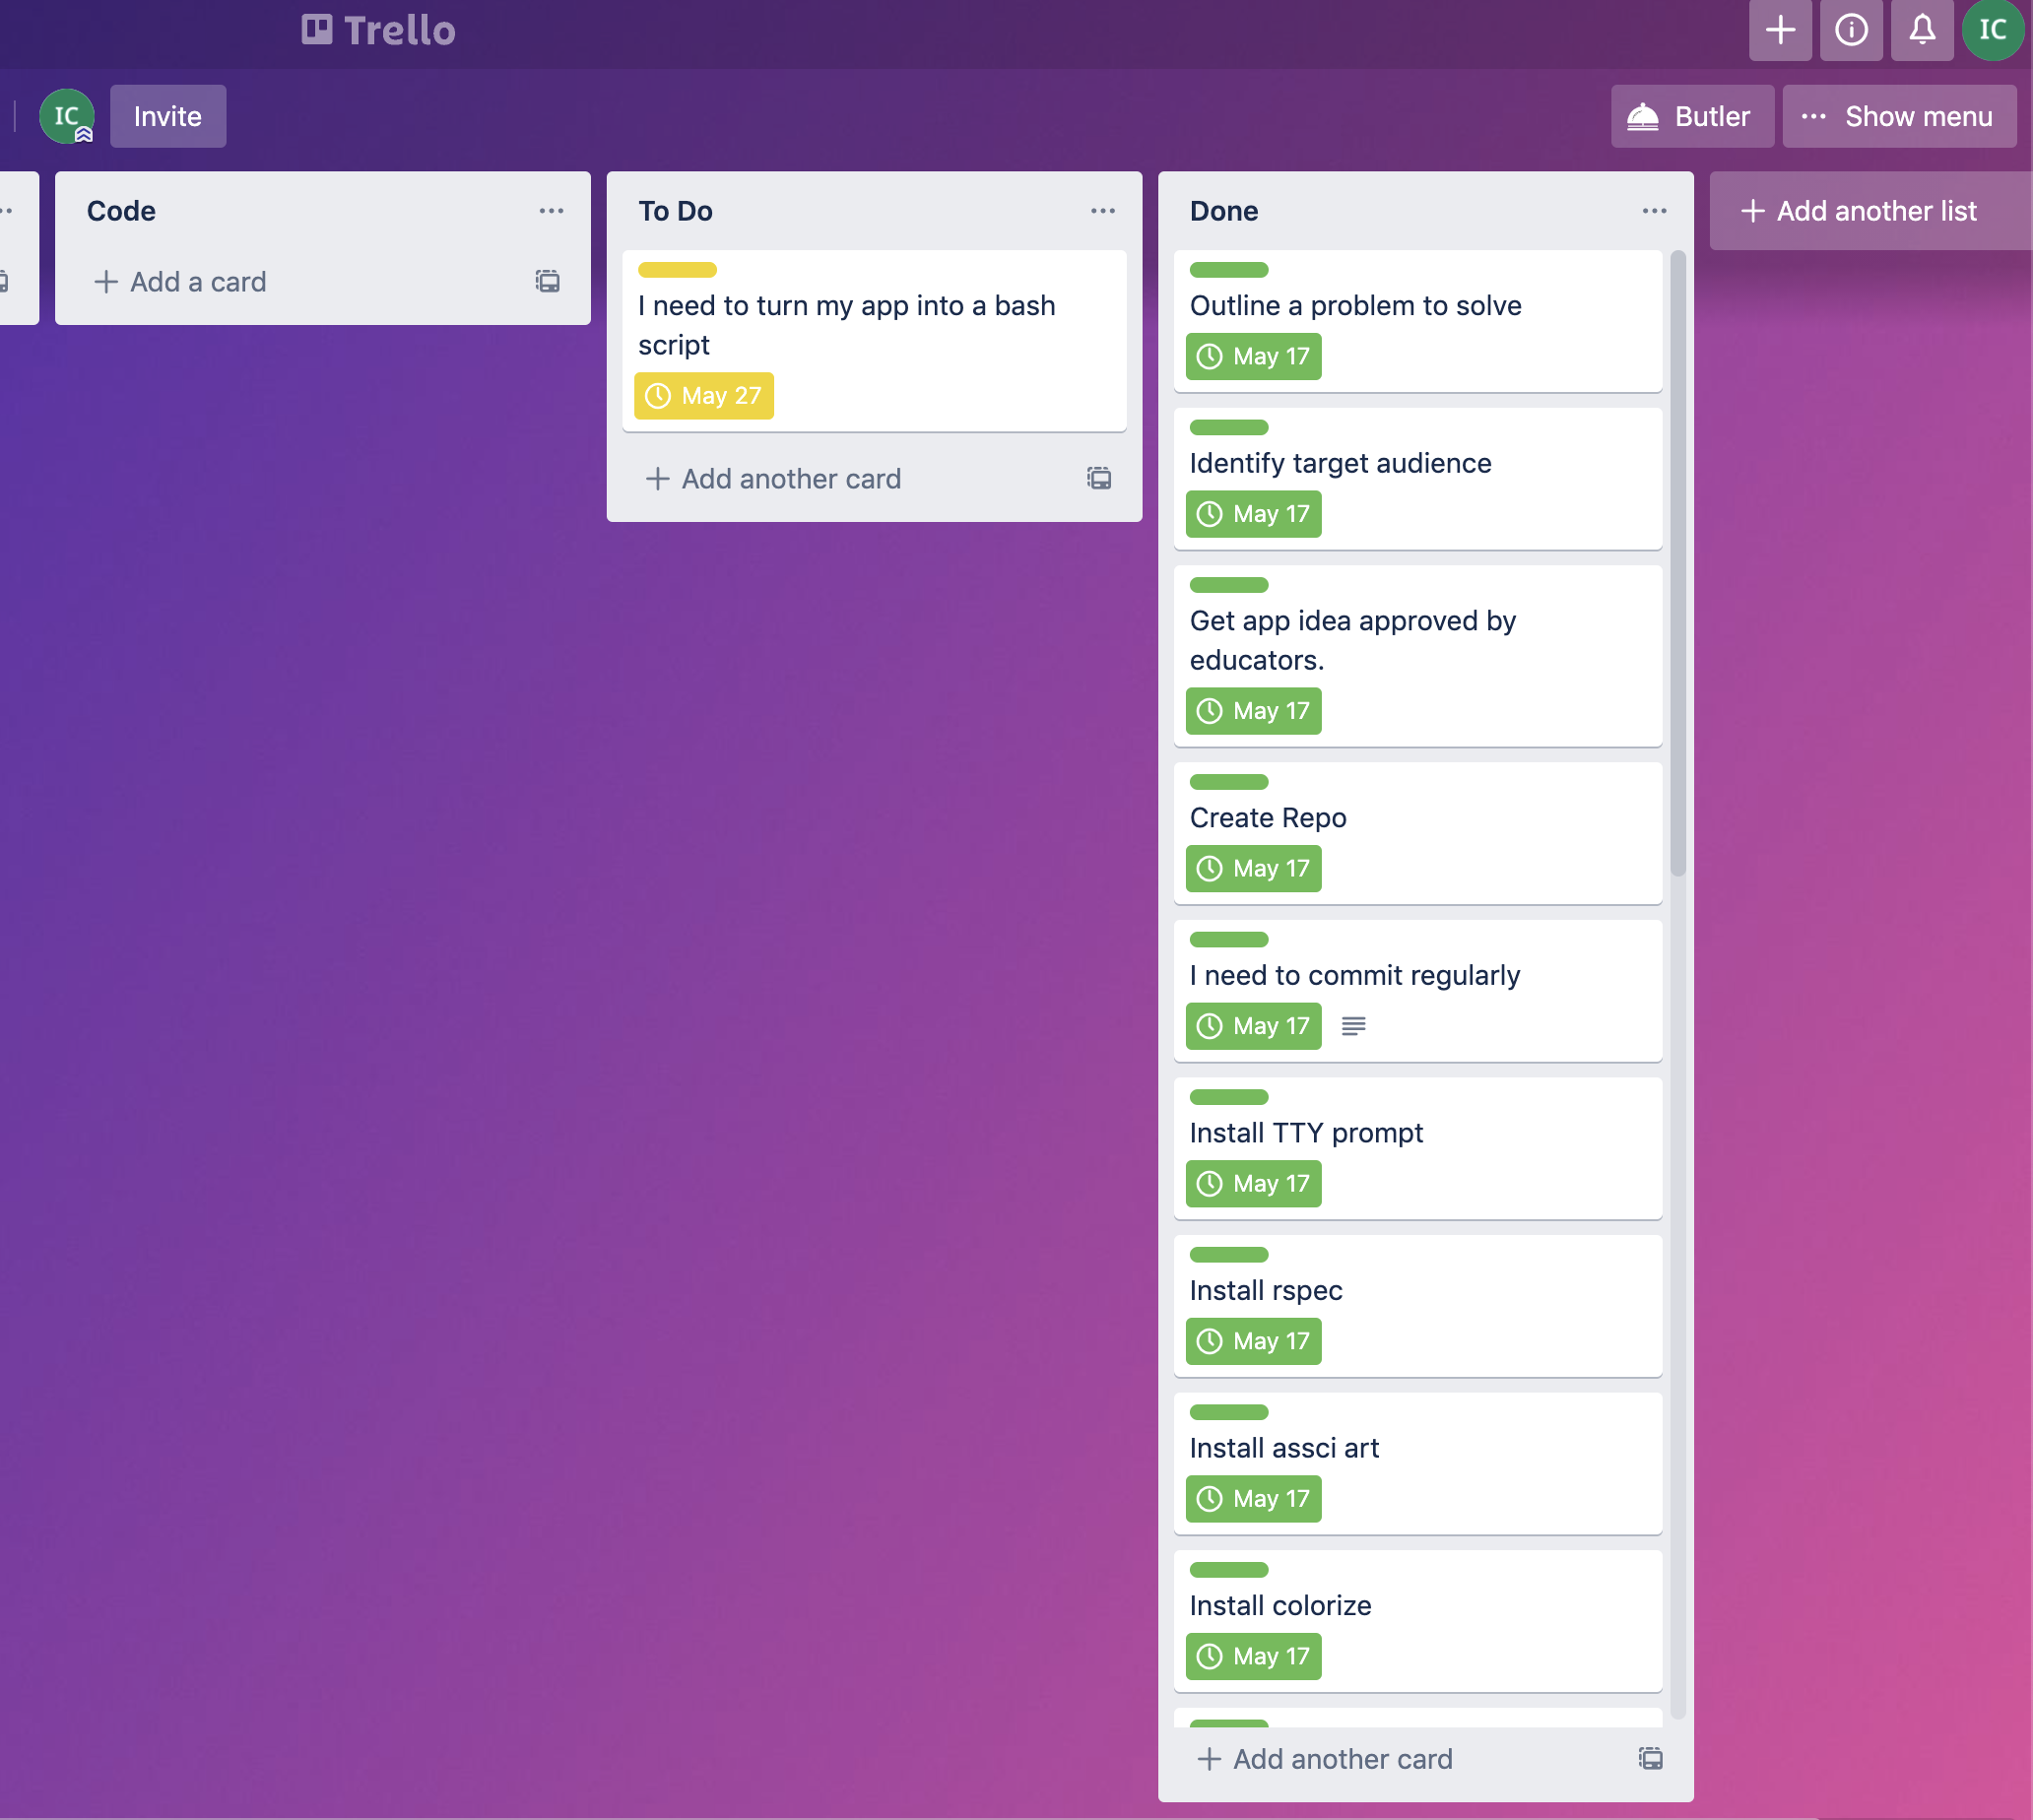 Trello
IC
IC
Invite
Butler
Show menu
Code
Add a card
To Do
I need to turn my app into a bash
script
May 27
Add another card
Done
Outline a problem to solve
May 17
Identify target audience
May 17
Get app idea approved by
educators.
May 17
Create Repo
May 17
I need to commit regularly
May 17
Install TTY prompt
May 17
Install rspec
May 17
Install assci art
May 17
Install colorize
May 17
Add another card
Add another list